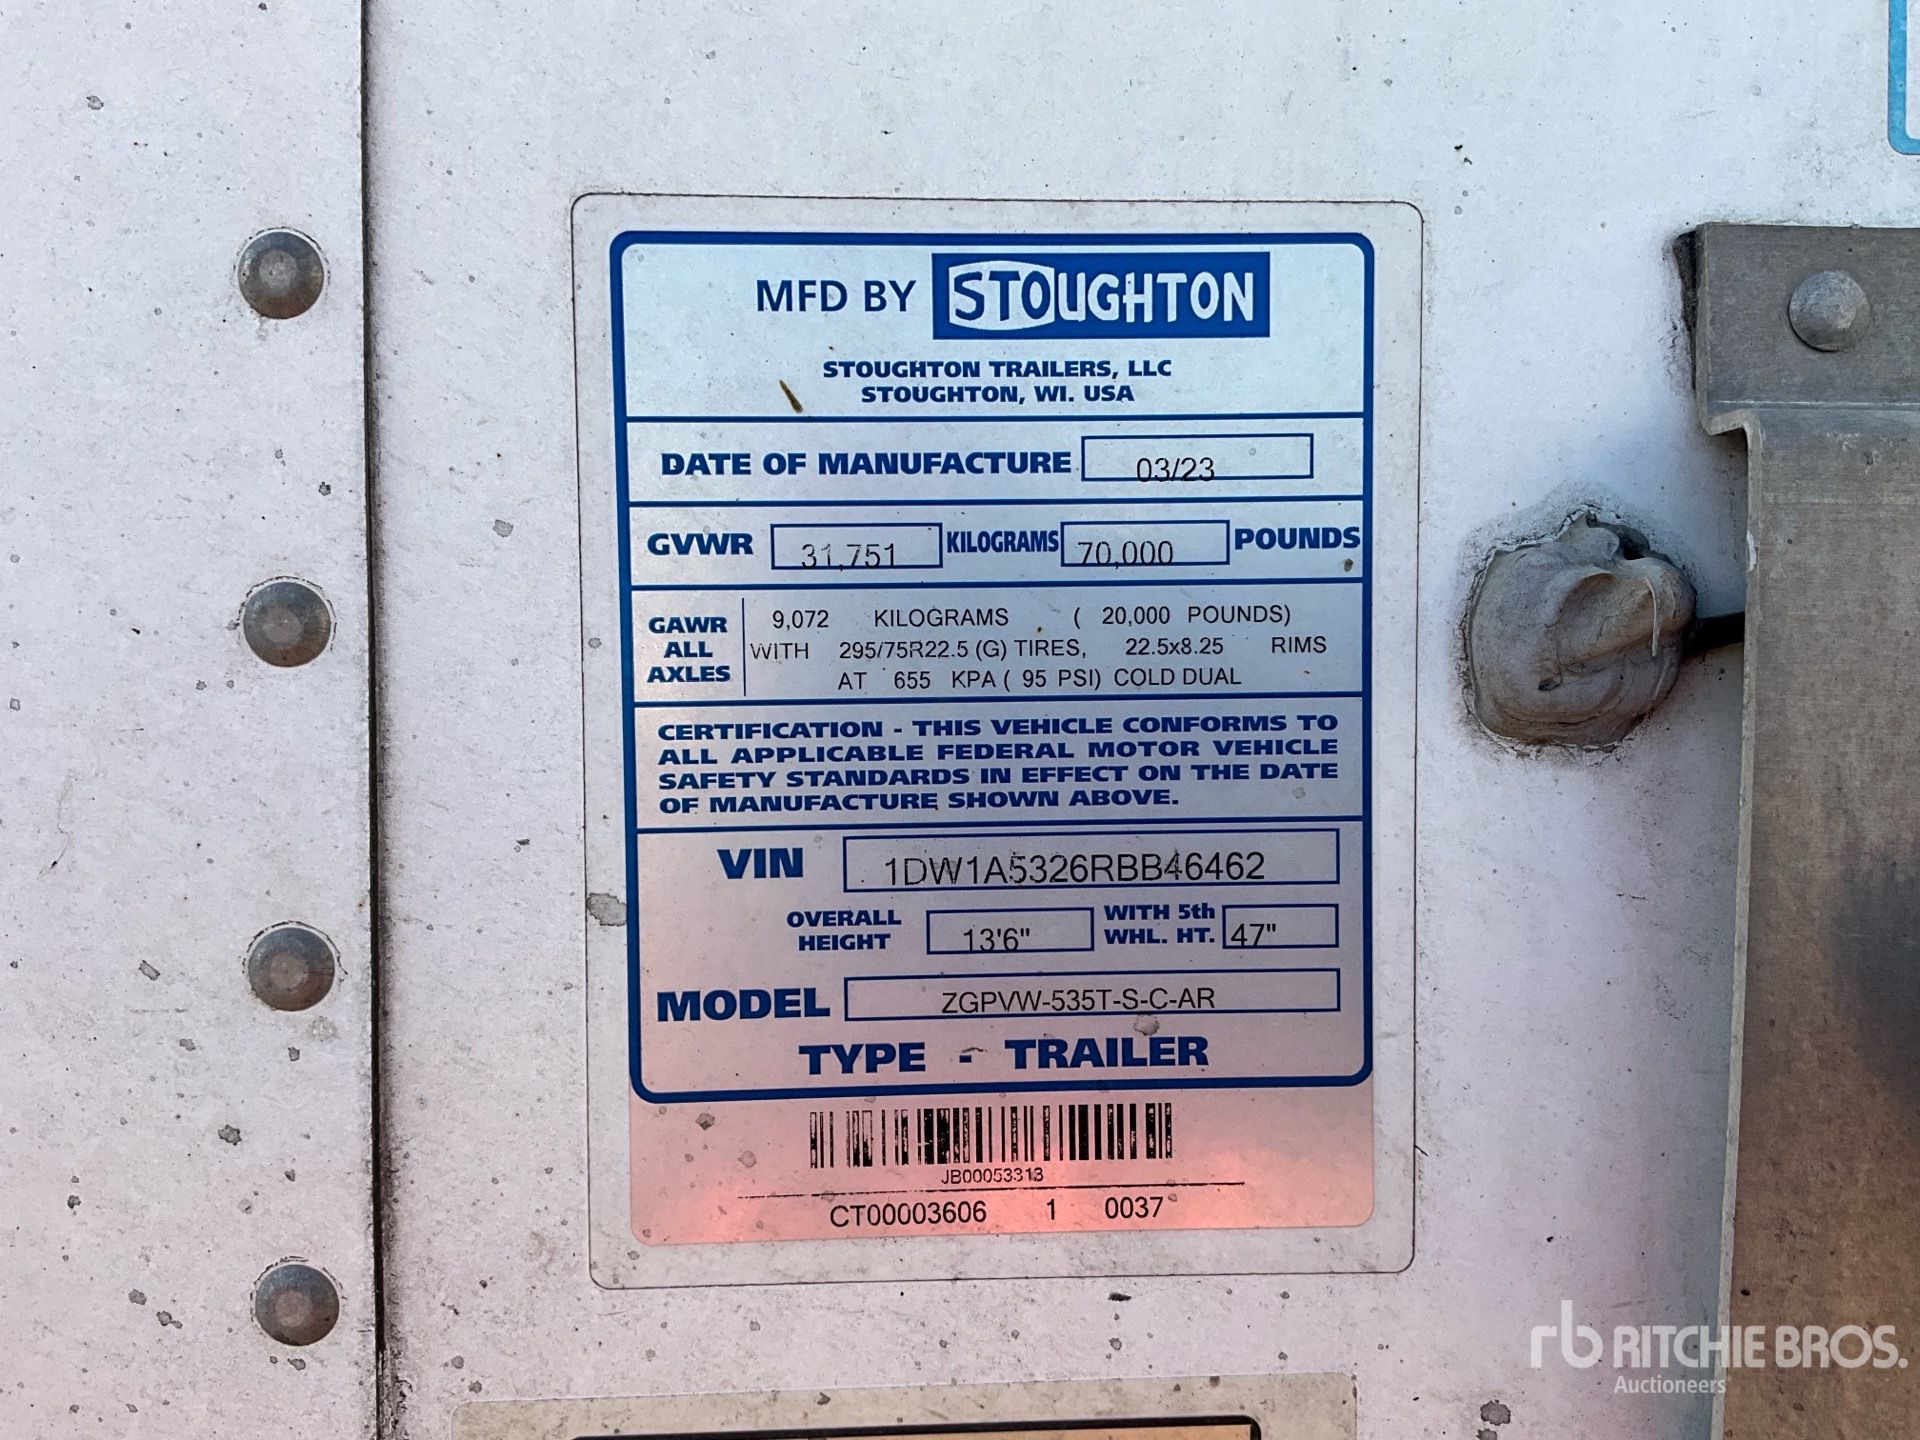 MFD BY STOUGHTON
STOUGHTON TRAILERS, LLC
STOUGHTON, WI. USA
DATE OF MANUFACTURE 03/23
GVWR 31,751 KILOGRAMS 70,000 POUNDS
GAWR ALL AXLES
9,072 KILOGRAMS ( 20,000 POUNDS)
WITH 295/75R22.5 (G) TIRES, 22.5x8.25 RIMS
AT 655 KPA ( 95 PSI) COLD DUAL
CERTIFICATION - THIS VEHICLE CONFORMS TO
ALL APPLICABLE FEDERAL MOTOR VEHICLE
SAFETY STANDARDS IN EFFECT ON THE DATE
OF MANUFACTURE SHOWN ABOVE.
VIN 1DW1A5326RBB46462
OVERALL HEIGHT 13'6" WITH 5th WHL. HT. 47"
MODEL ZGPVW-535T-S-C-AR
TYPE - TRAILER
JB00053313
CT00003606 1 0037
rb RITCHIE BROS.
Auctioneers